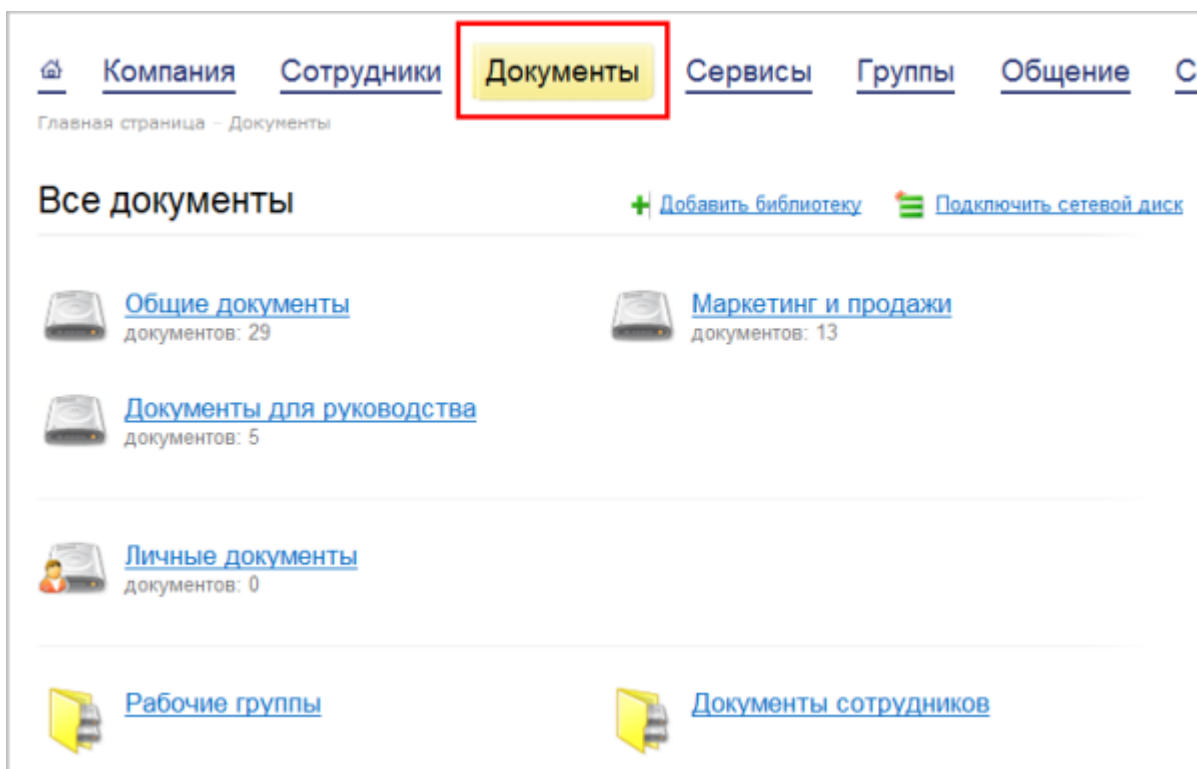 Компания Сотрудники Документы Сервисы Группы Общение С
Главная страница – Документы
Все документы Добавить библиотеку Подключить сетевой диск
Общие документы Маркетинг и продажи
документов: 29 документов: 13
Документы для руководства
документов: 5
Личные документы
документов: 0
Рабочие группы Документы сотрудников